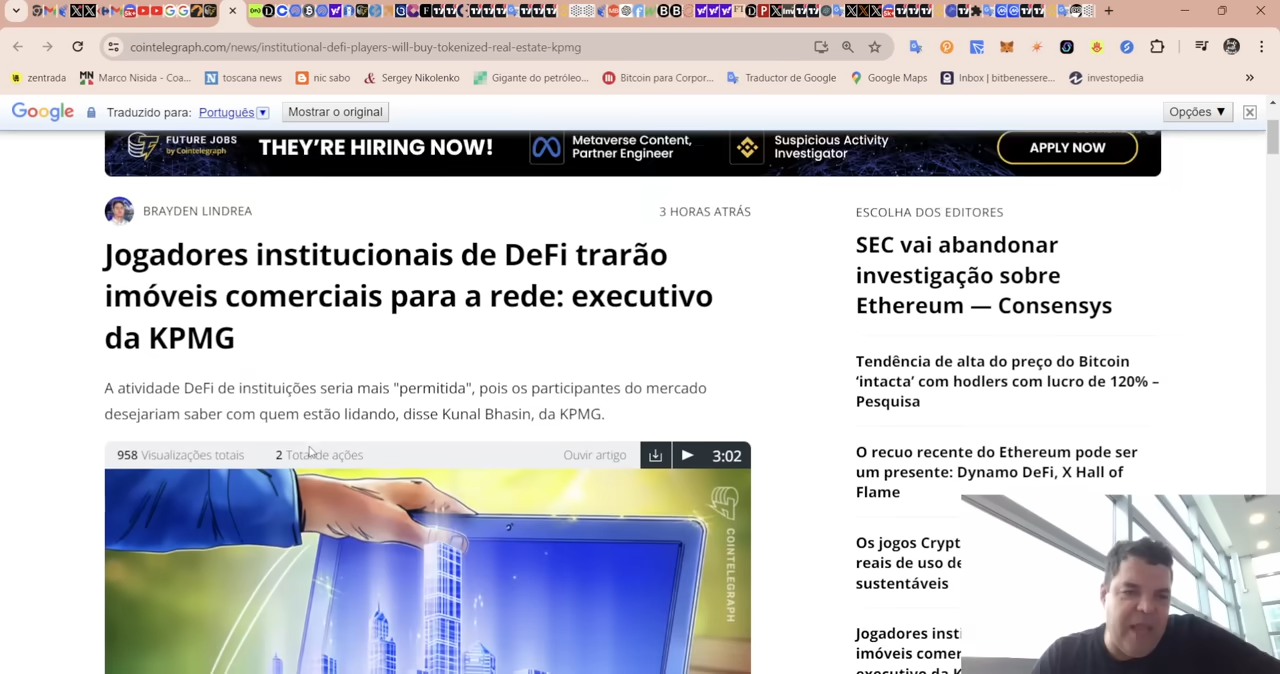 cointelegraph.com/news/institutional-defi-players-will-buy-tokenized-real-estate-kpmg
zentrada
Marco Nisida - Coa...
toscana news
nic sabo
Sergey Nikolenko
Gigante do petróleo...
Bitcoin para Corpor...
Traductor de Google
Google Maps
Inbox | bitbenessere...
investopedia
»
Google
Traduzido para: Português
Mostrar o original
Opções ▼
FUTURE JOBS
by Cointelegraph
THEY'RE HIRING NOW!
Metaverse Content,
Partner Engineer
Suspicious Activity
Investigator
APPLY NOW
BRAYDEN LINDREA
3 HORAS ATRÁS
Jogadores institucionais de DeFi trarão
imóveis comerciais para a rede: executivo
da KPMG
A atividade DeFi de instituições seria mais "permitida", pois os participantes do mercado
desejariam saber com quem estão lidando, disse Kunal Bhasin, da KPMG.
958 Visualizações totais
2 Total de ações
Ouvir artigo
3:02
COINTELEGRAPH
ESCOLHA DOS EDITORES
SEC vai abandonar
investigação sobre
Ethereum — Consensys
Tendência de alta do preço do Bitcoin
‘intacta’ com hodlers com lucro de 120% –
Pesquisa
O recuo recente do Ethereum pode ser
um presente: Dynamo DeFi, X Hall of
Flame
Os jogos Crypt
reais de uso de
sustentáveis
Jogadores insti
imóveis comer
executivo da K